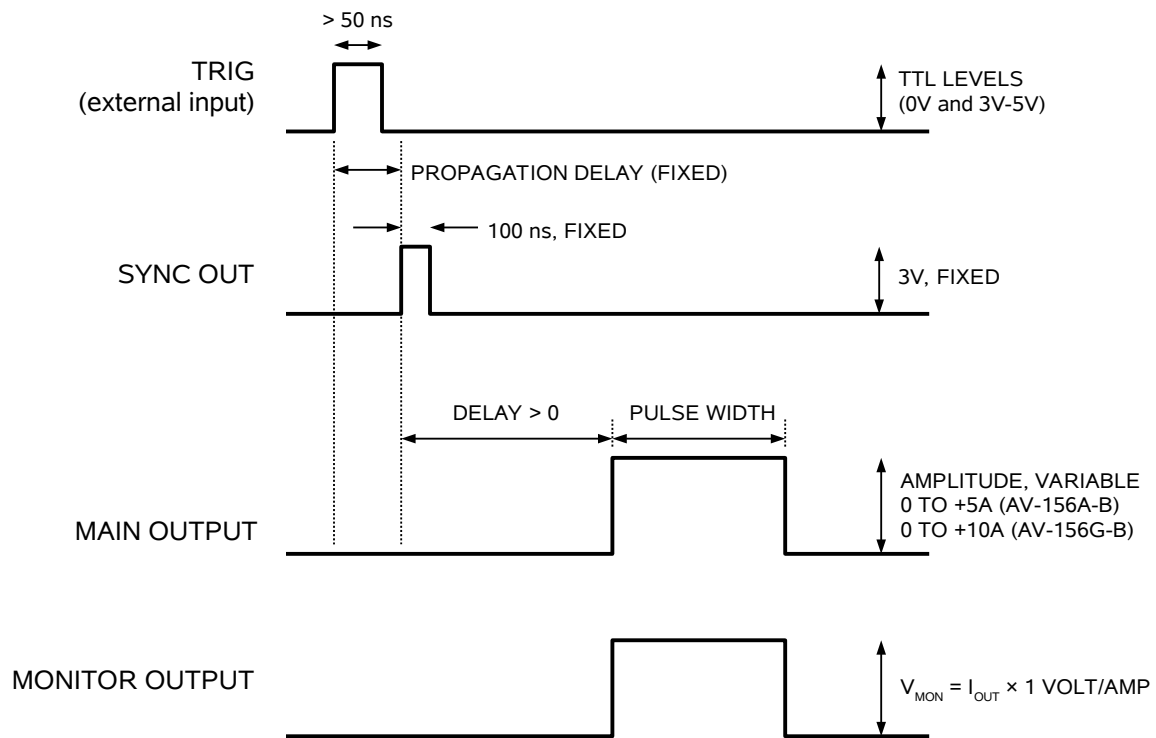 > 50 ns
TRIG
(external input)
TTL LEVELS
(0V and 3V-5V)
PROPAGATION DELAY (FIXED)
100 ns, FIXED
SYNC OUT
3V, FIXED
DELAY > 0
PULSE WIDTH
AMPLITUDE, VARIABLE
0 TO +5A (AV-156A-B)
0 TO +10A (AV-156G-B)
MAIN OUTPUT
MONITOR OUTPUT
V_MON = I_OUT × 1 VOLT/AMP